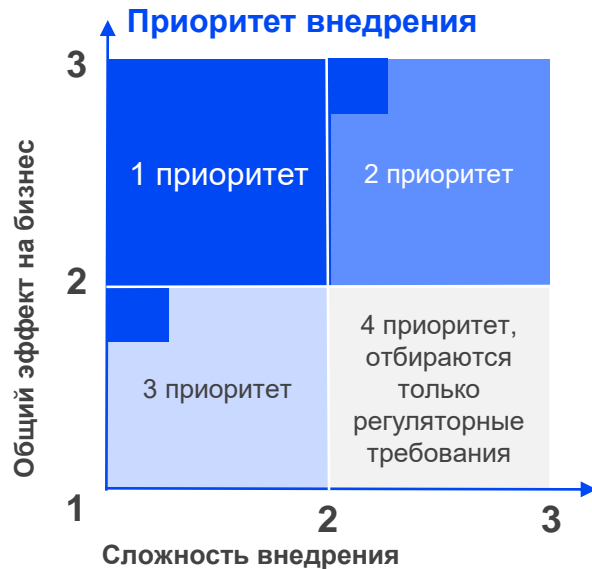 Приоритет внедрения
3
Общий эффект на бизнес
1 приоритет
2 приоритет
2
3 приоритет
4 приоритет,
отбираются
только
регуляторные
требования
1
2
3
Сложность внедрения